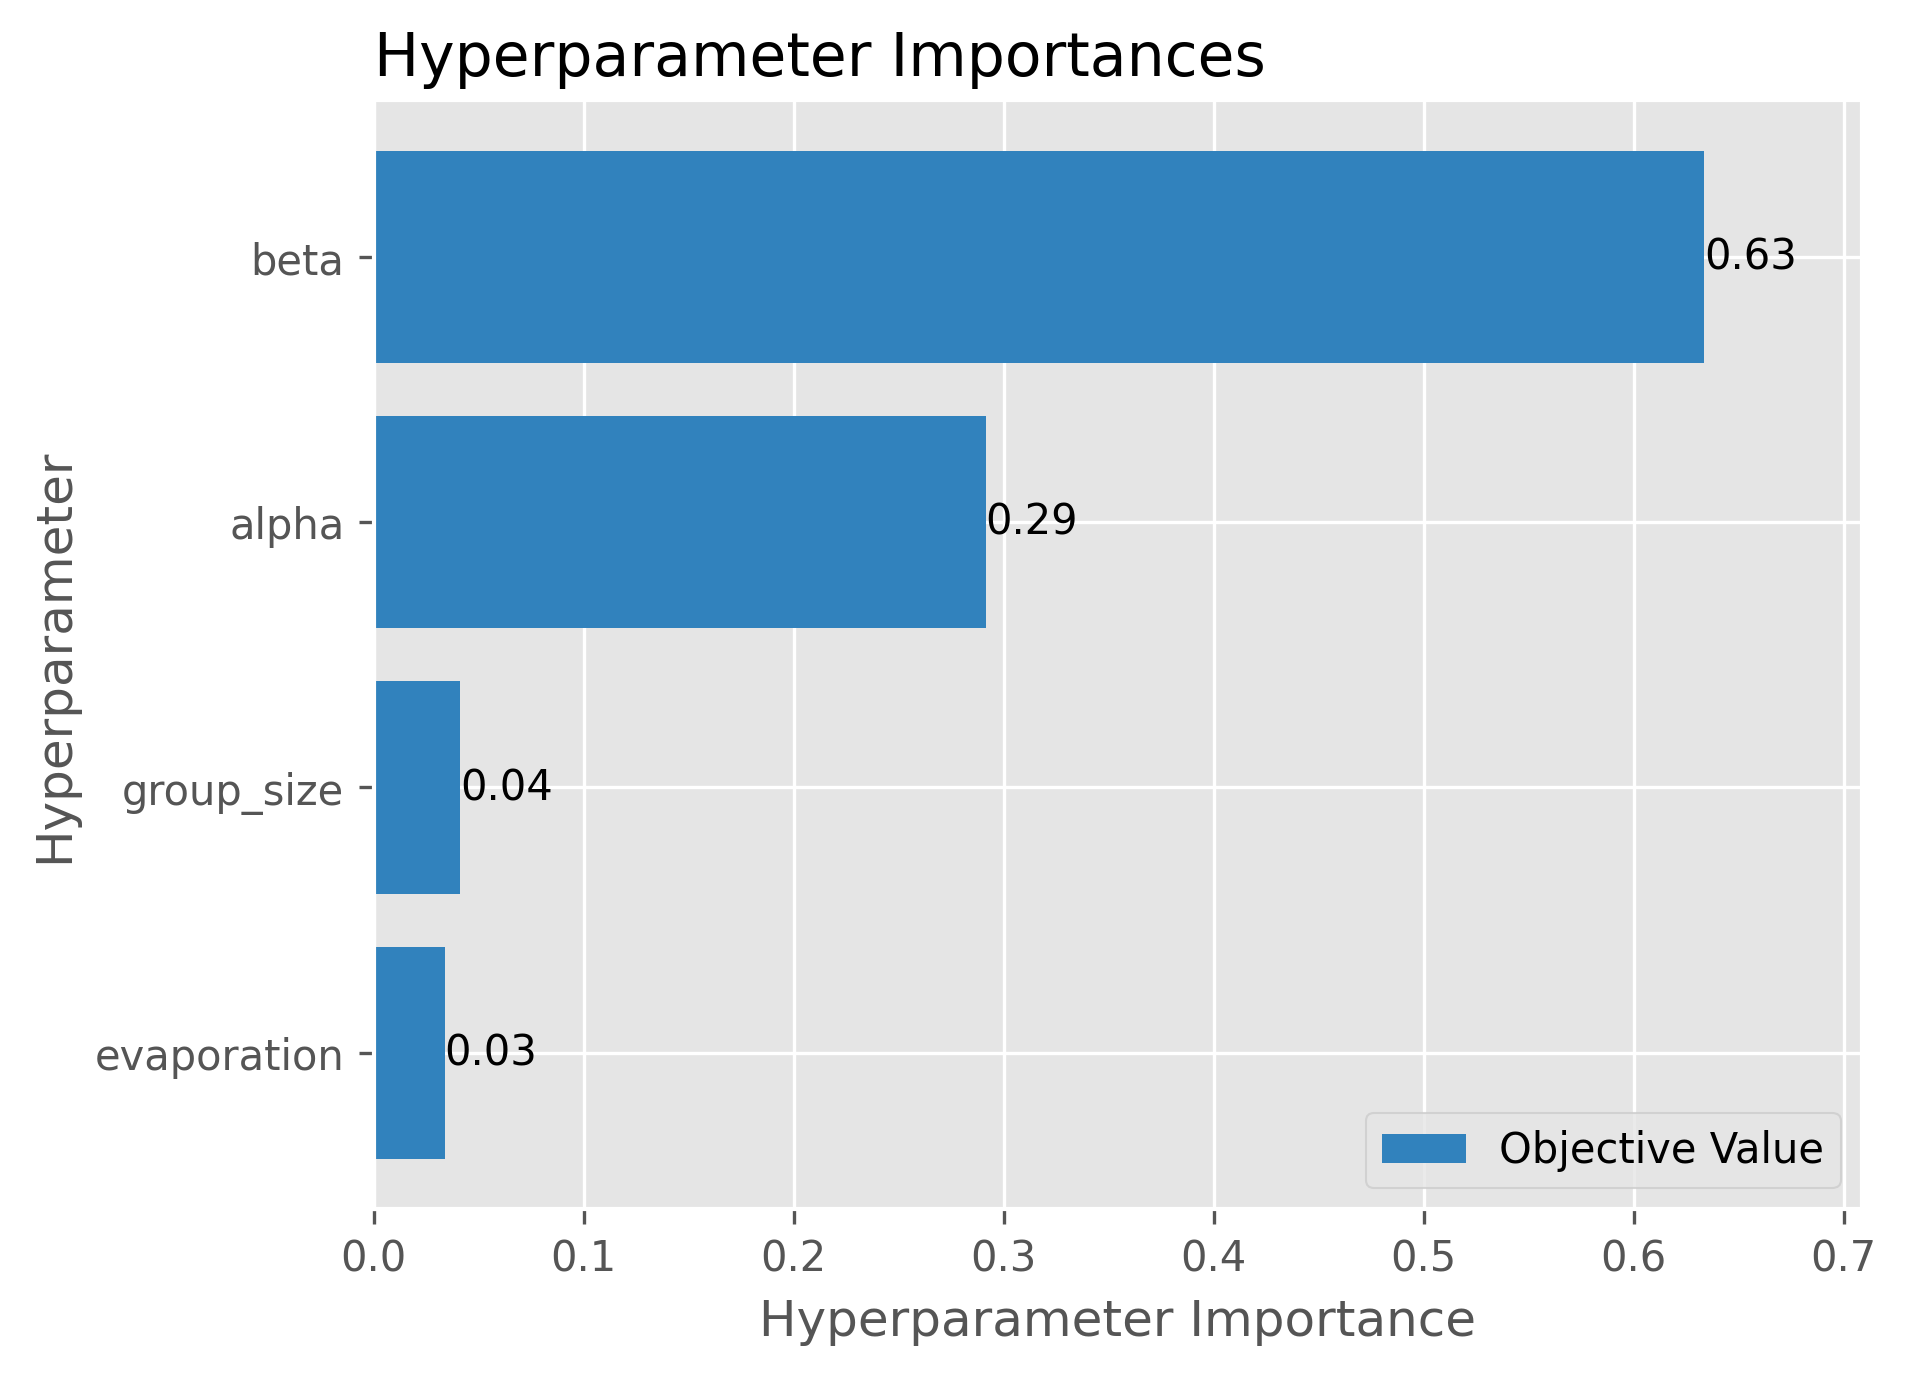 Hyperparameter Importances
Hyperparameter
beta
0.63
alpha
0.29
group_size
0.04
evaporation
0.03
Objective Value
0.0 0.1 0.2 0.3 0.4 0.5 0.6 0.7
Hyperparameter Importance